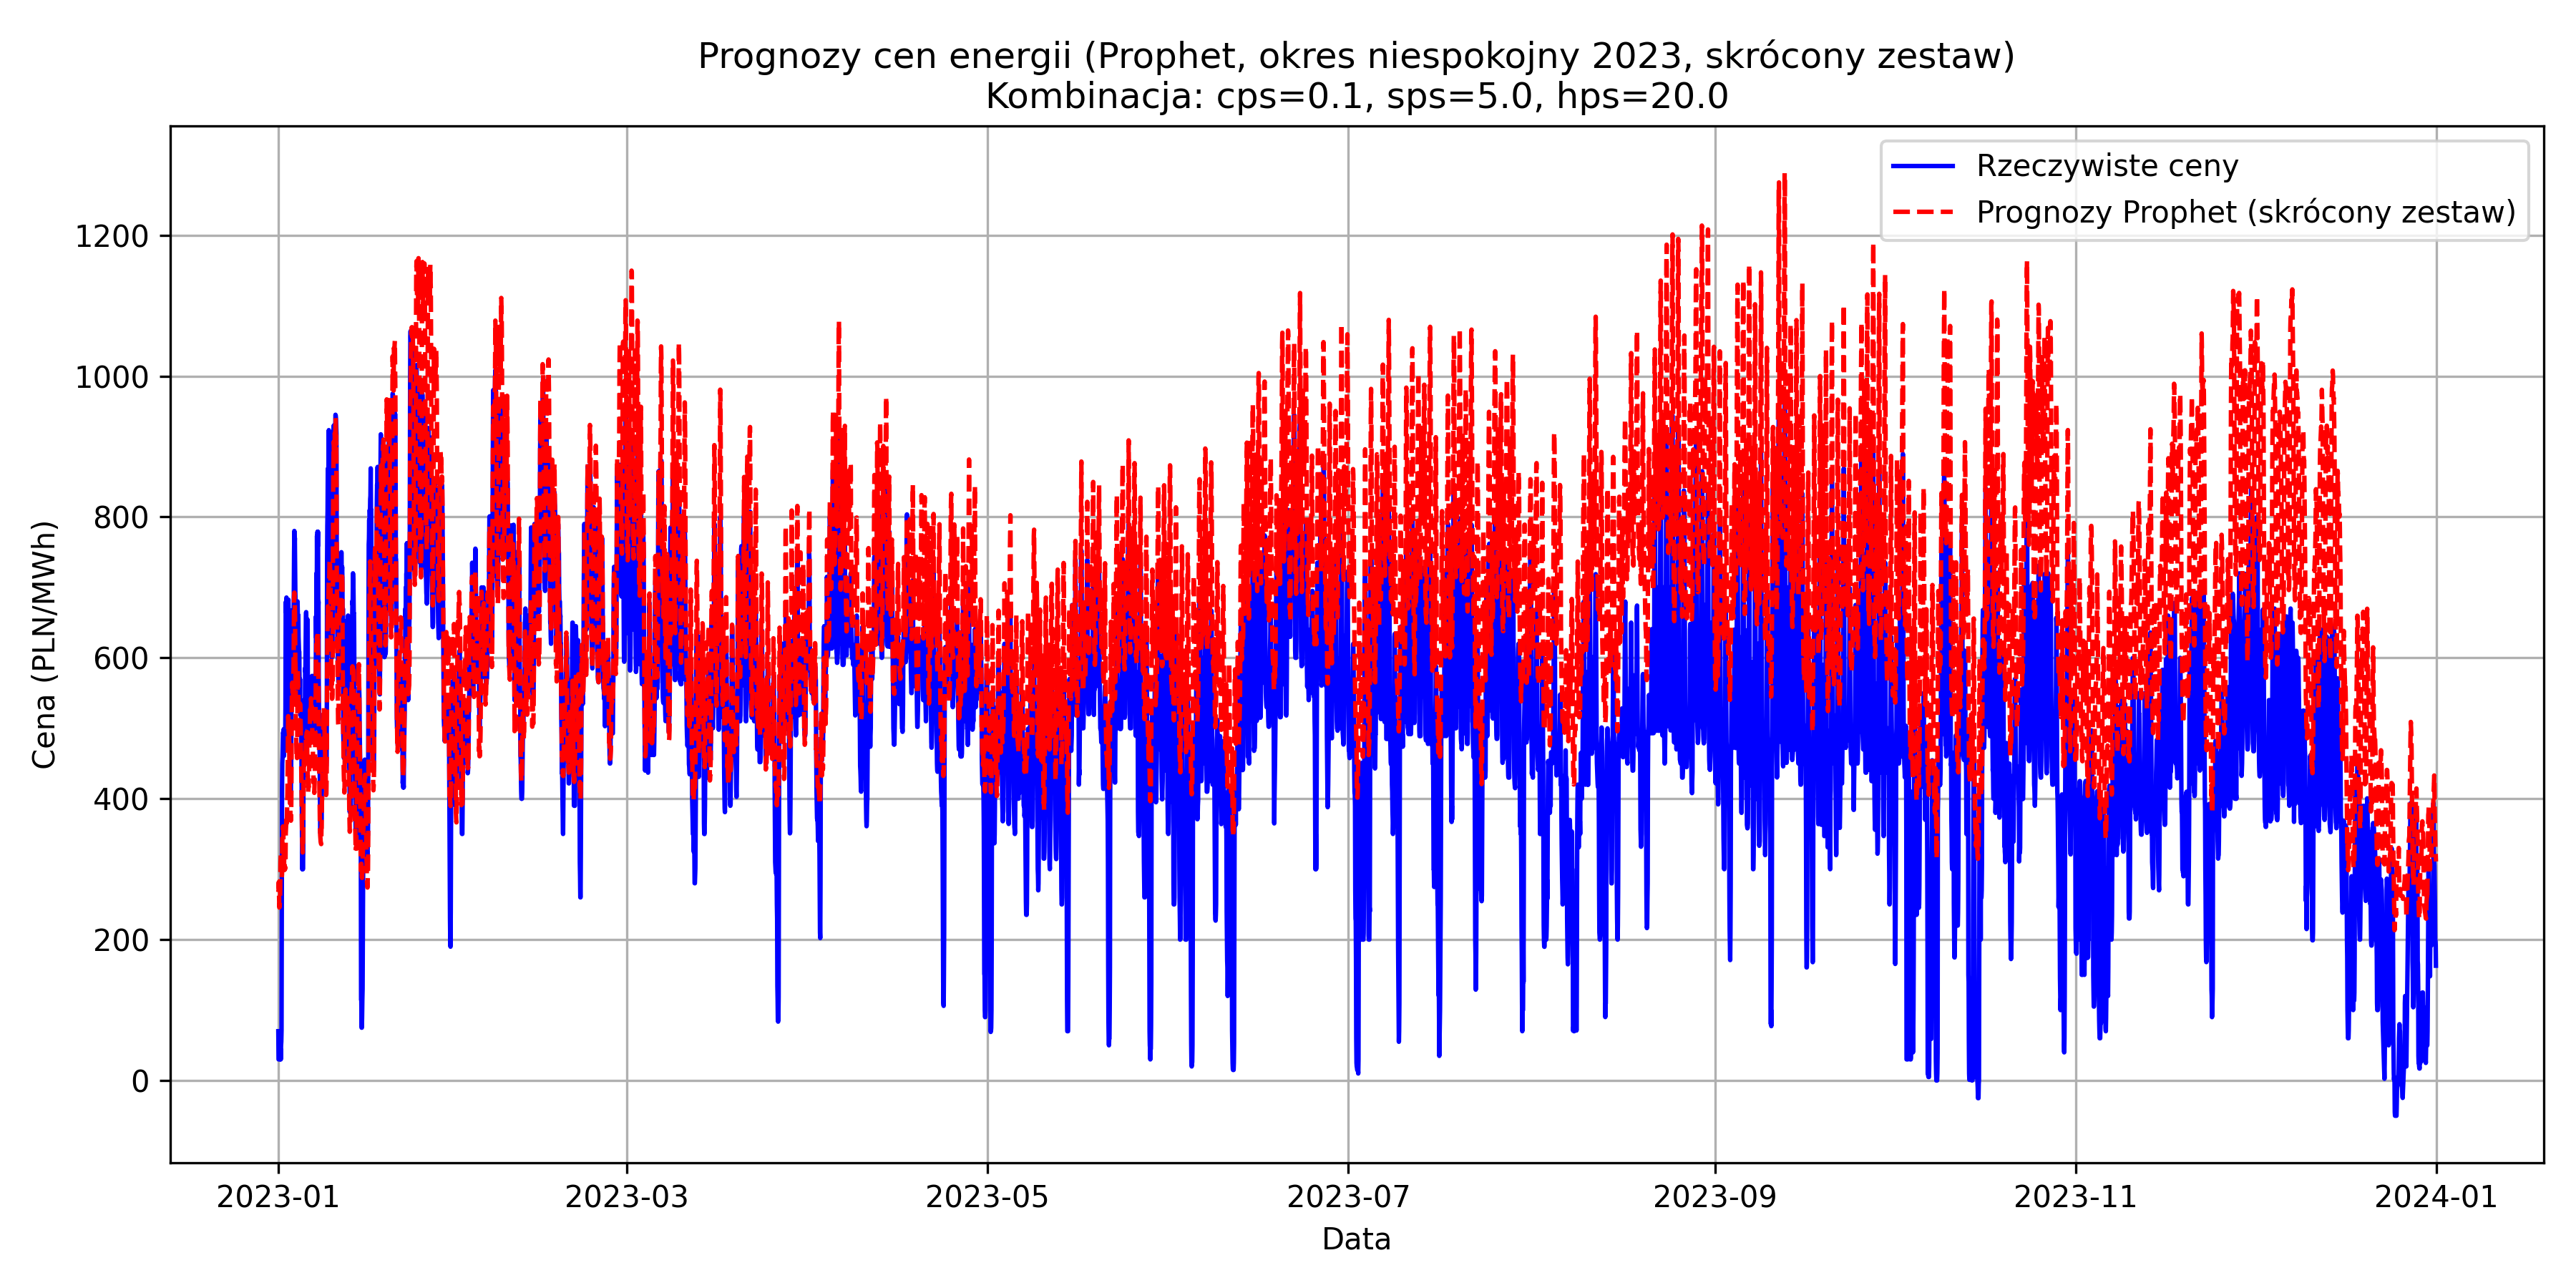 Prognozy cen energii (Prophet, okres niespokojny 2023, skrócony zestaw)
Kombinacja: cps=0.1, sps=5.0, hps=20.0
Rzeczywiste ceny
Prognozy Prophet (skrócony zestaw)
Cena (PLN/MWh)
1200
1000
800
600
400
200
0
2023-01 2023-03 2023-05 2023-07 2023-09 2023-11 2024-01
Data